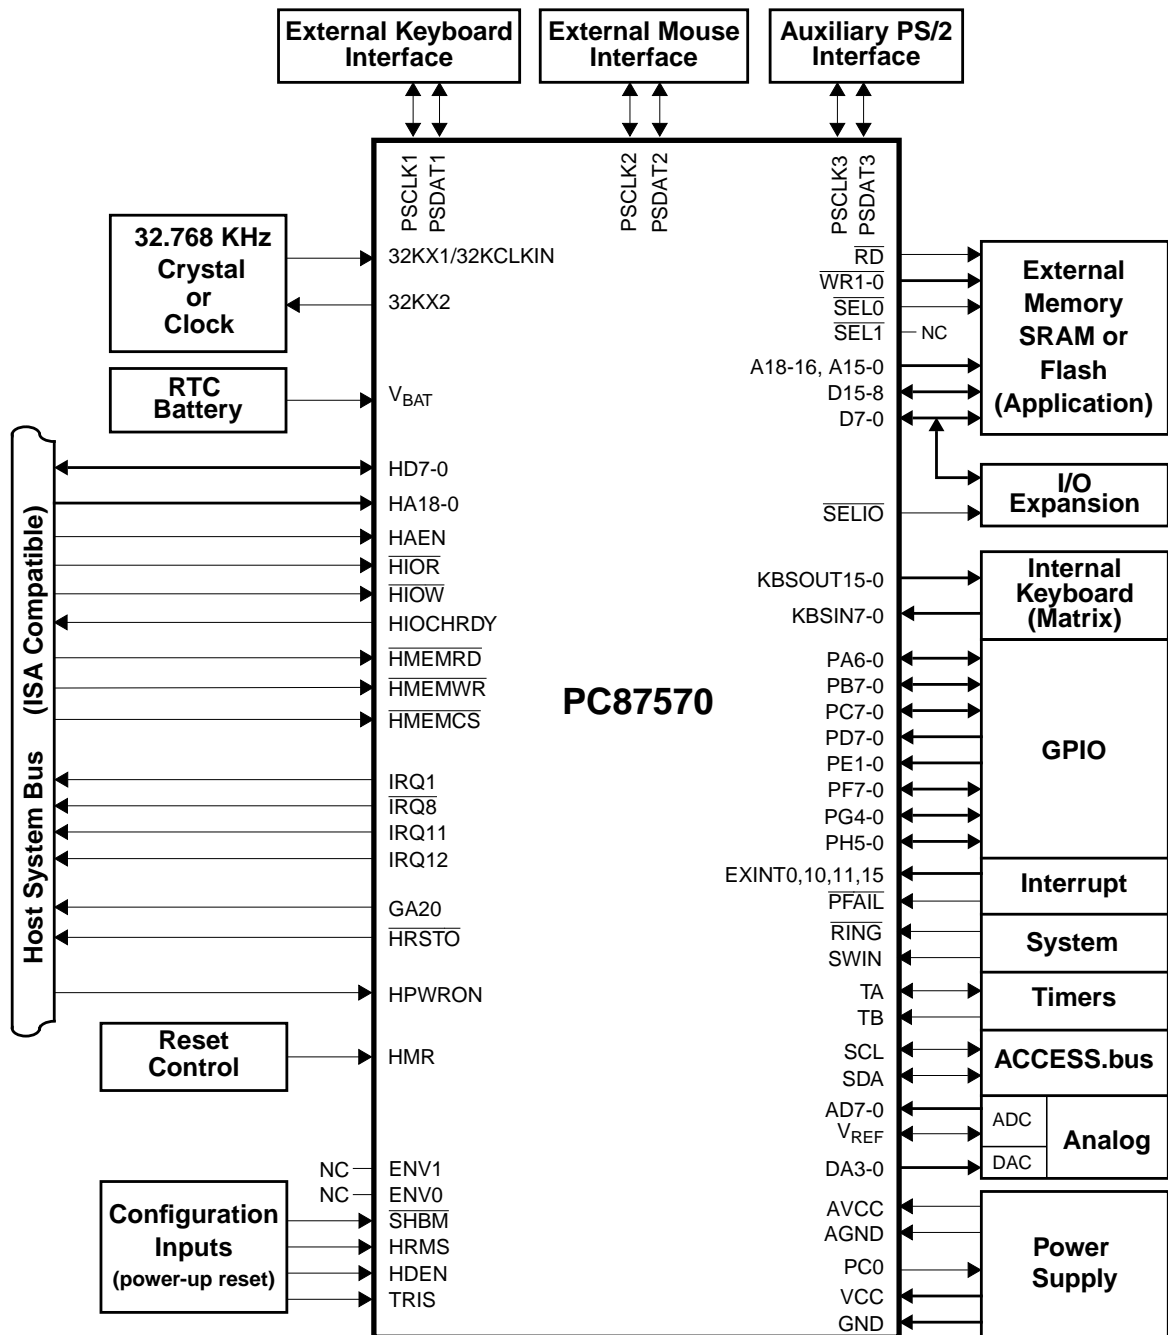 External Keyboard
Interface
External Mouse
Interface
Auxiliary PS/2
Interface
PSCLK1
PSDAT1
PSCLK2
PSDAT2
PSCLK3
PSDAT3
32.768 KHz
Crystal
or
Clock
32KX1/32KCLKIN
32KX2
RTC
Battery
VBAT
Host System Bus (ISA Compatible)
HD7-0
HA18-0
HAEN
HIOR
HIOW
HIOCHRDY
HMEMRD
HMEMWR
HMEMCS
IRQ1
IRQ8
IRQ11
IRQ12
GA20
HRSTO
HPWRON
Reset
Control
HMR
NC
ENV1
NC
ENV0
Configuration
Inputs
(power-up reset)
SHBM
HRMS
HDEN
TRIS
PC87570
RD
WR1-0
SEL0
SEL1
NC
A18-16, A15-0
D15-8
D7-0
External
Memory
SRAM or
Flash
(Application)
SELIO
I/O
Expansion
KBSOUT15-0
KBSIN7-0
Internal
Keyboard
(Matrix)
PA6-0
PB7-0
PC7-0
PD7-0
PE1-0
PF7-0
PG4-0
PH5-0
GPIO
EXINT0,10,11,15
PFAIL
Interrupt
RING
SWIN
System
TA
TB
Timers
SCL
SDA
ACCESS.bus
AD7-0
VREF
DA3-0
ADC
DAC
Analog
AVCC
AGND
PC0
VCC
GND
Power
Supply